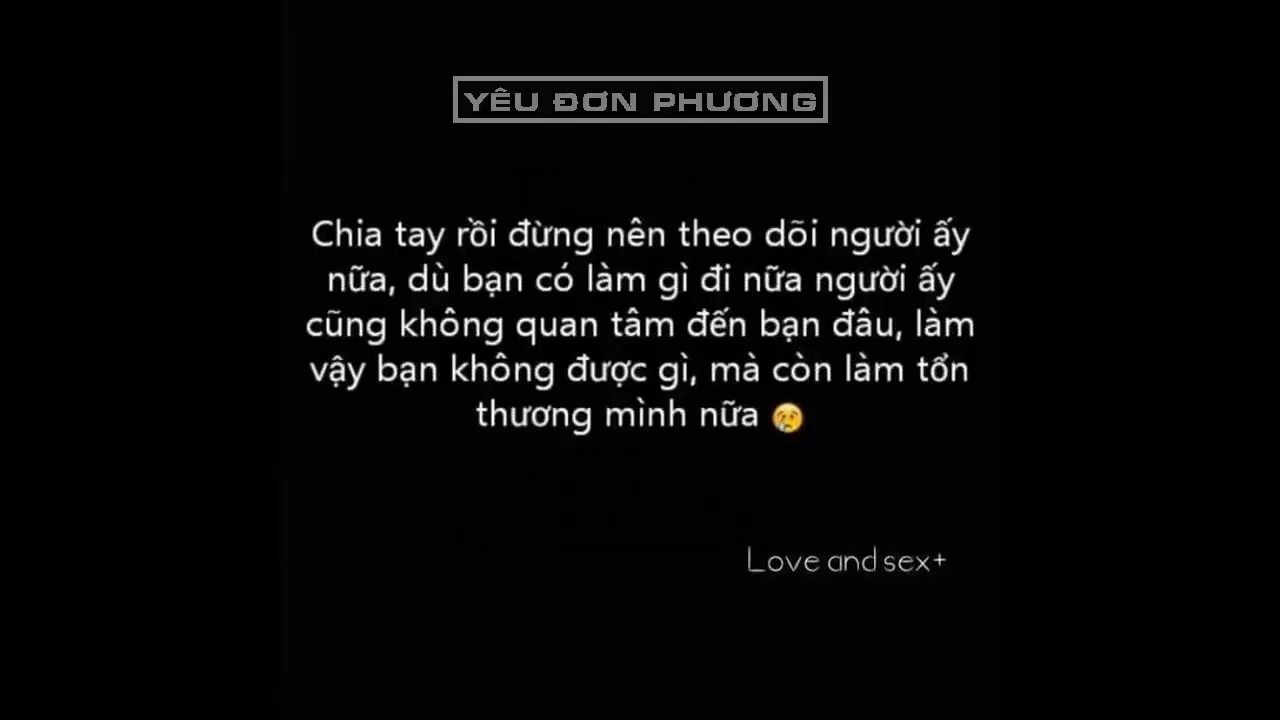 YÊU ĐƠN PHƯƠNG
Chia tay rồi đừng nên theo dõi người ấy
nữa, dù bạn có làm gì đi nữa người ấy
cũng không quan tâm đến bạn đâu, làm
vậy bạn không được gì, mà còn làm tổn
thương mình nữa 😢
Love and sex+